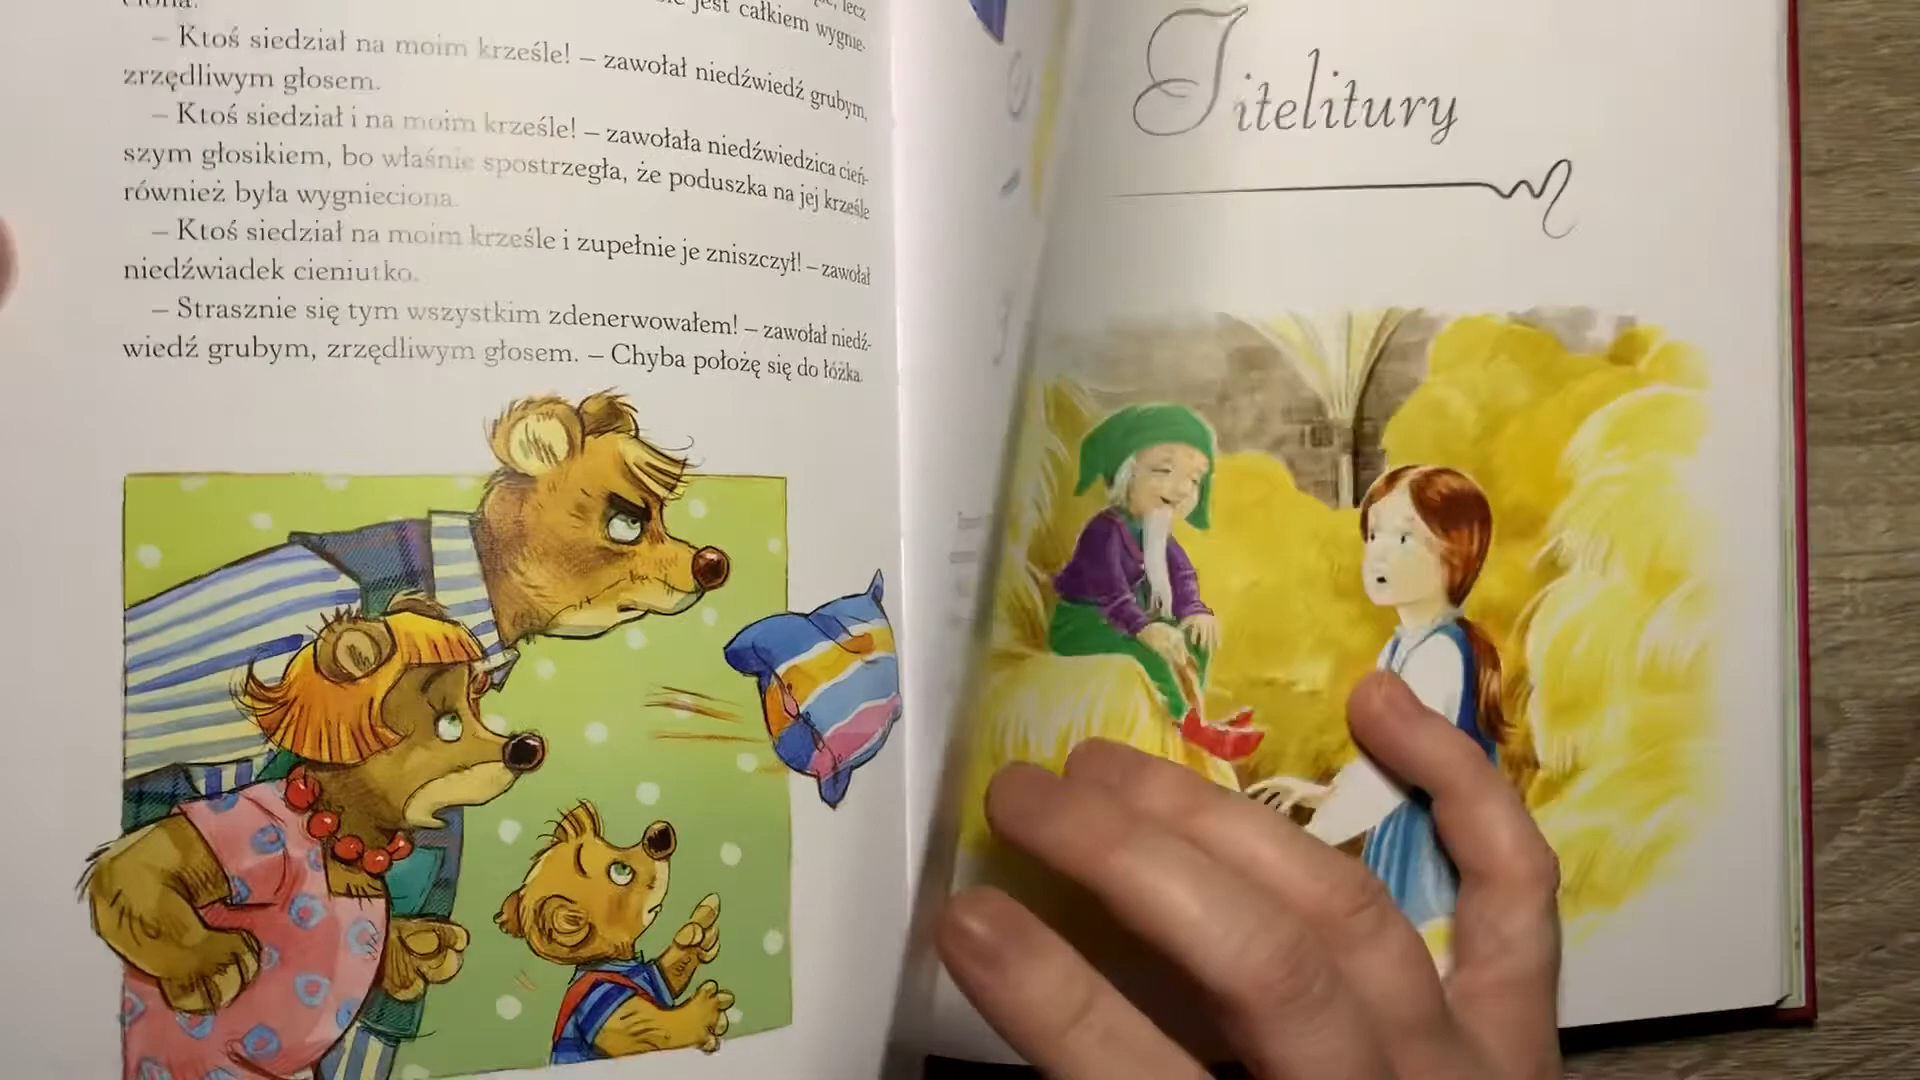 jest całkiem wygnie-
– Ktoś siedział na moim krześle! – zawołał niedźwiedź grubym,
zrzędliwym głosem.
– Ktoś siedział i na moim krześle! – zawołała niedźwiedzica cień-
szym głosikiem, bo właśnie spostrzegła, że poduszka na jej krześle
również była wygnieciona.
– Ktoś siedział na moim krześle i zupełnie je zniszczył! – zawołał
niedźwiadek cieniutko.
– Strasznie się tym wszystkim zdenerwowałem! – zawołał niedź-
wiedź grubym, zrzędliwym głosem. – Chyba położę się do łóżka.
Titelitury